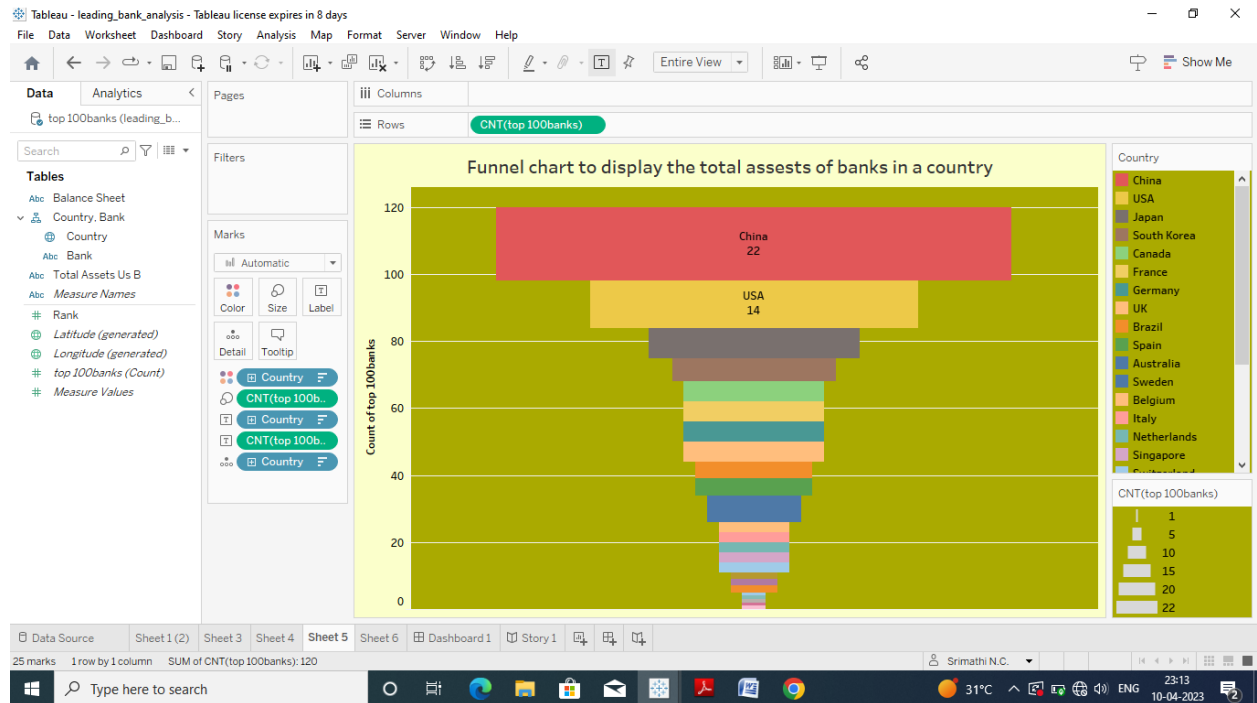 Tableau - leading_bank_analysis - Tableau license expires in 8 days
File Data Worksheet Dashboard Story Analysis Map Format Server Window Help
Entire View
Show Me
Data Analytics
top 100banks (leading_b...
Search
Tables
Abc Balance Sheet
Country, Bank
Country
Abc Bank
Abc Total Assets Us B
Abc Measure Names
# Rank
Latitude (generated)
Longitude (generated)
# top 100banks (Count)
# Measure Values
Pages
Filters
Marks
Automatic
Color Size Label
Detail Tooltip
Country
CNT(top 100b..
Country
CNT(top 100b..
Country
Columns
Rows CNT(top 100banks)
Funnel chart to display the total assests of banks in a country
Count of top 100banks
120
100
80
60
40
20
0
China
22
USA
14
Country
China
USA
Japan
South Korea
Canada
France
Germany
UK
Brazil
Spain
Australia
Sweden
Belgium
Italy
Netherlands
Singapore
CNT(top 100banks)
1
5
10
15
20
22
Data Source Sheet 1 (2) Sheet 3 Sheet 4 Sheet 5 Sheet 6 Dashboard 1 Story 1
25 marks 1 row by 1 column SUM of CNT(top 100banks): 120
Srimathi N.C.
Type here to search
31°C ENG
23:13
10-04-2023
2